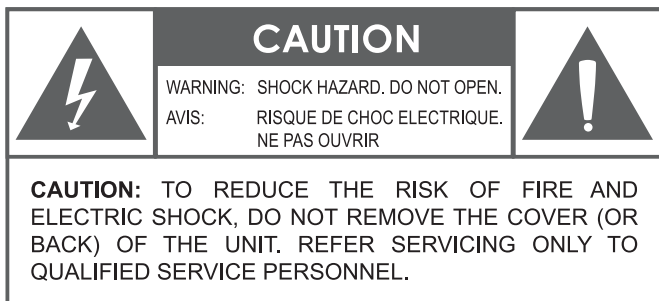 CAUTION
WARNING: SHOCK HAZARD. DO NOT OPEN.
AVIS: RISQUE DE CHOC ELECTRIQUE.
NE PAS OUVRIR
CAUTION: TO REDUCE THE RISK OF FIRE AND
ELECTRIC SHOCK, DO NOT REMOVE THE COVER (OR
BACK) OF THE UNIT. REFER SERVICING ONLY TO
QUALIFIED SERVICE PERSONNEL.